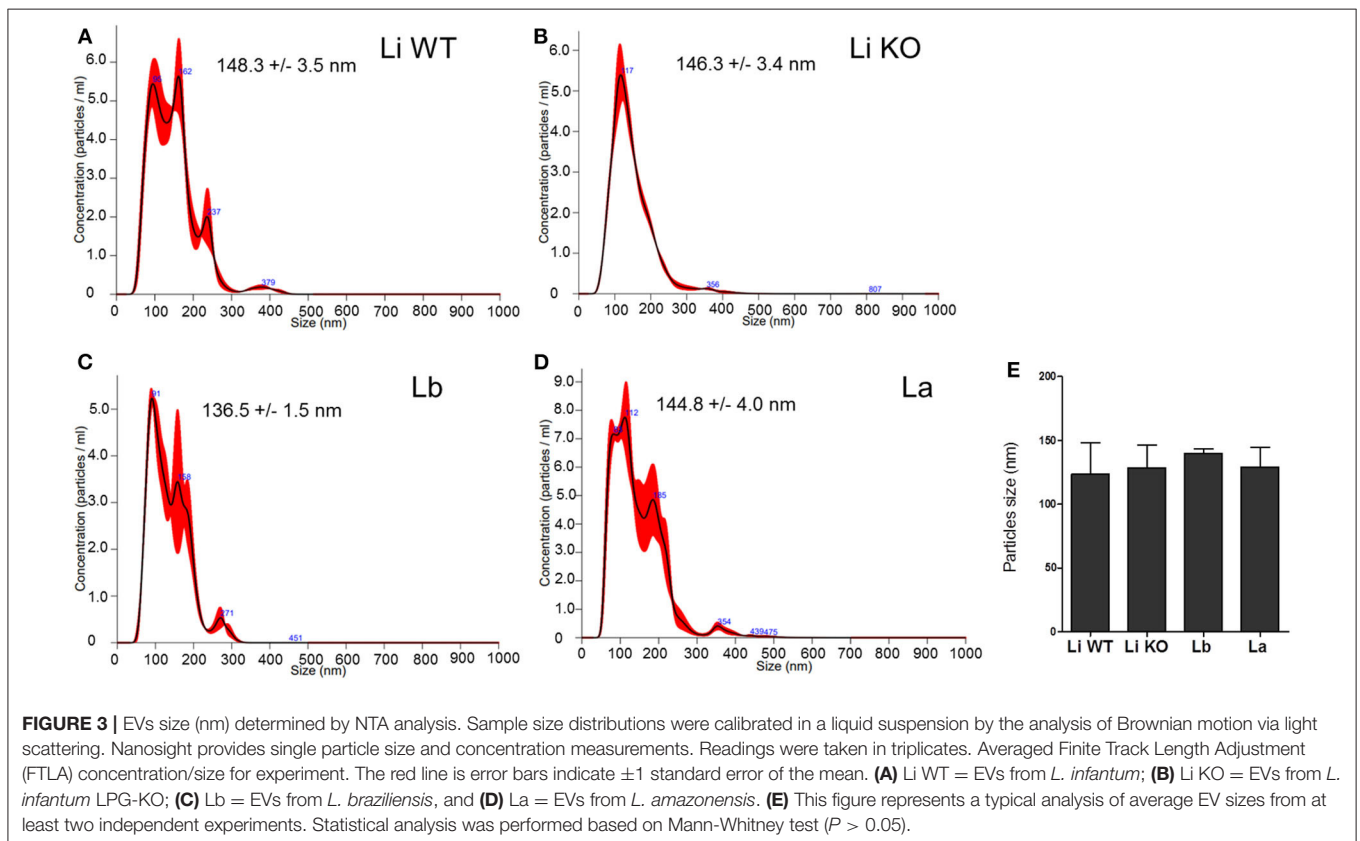 A
Li WT
148.3 +/- 3.5 nm
Concentration (particles / ml)
6.0
5.0
4.0
3.0
2.0
1.0
0
162
237
379
0 100 200 300 400 500 600 700 800 900 1000
Size (nm)
B
Li KO
146.3 +/- 3.4 nm
Concentration (particles / ml)
6.0
5.0
4.0
3.0
2.0
1.0
0
117
356
807
0 100 200 300 400 500 600 700 800 900 1000
Size (nm)
C
Lb
136.5 +/- 1.5 nm
Concentration (particles / ml)
5.0
4.0
3.0
2.0
1.0
0
91
158
271
451
0 100 200 300 400 500 600 700 800 900 1000
Size (nm)
D
La
144.8 +/- 4.0 nm
Concentration (particles / ml)
9.0
8.0
7.0
6.0
5.0
4.0
3.0
2.0
1.0
0
185
354
439475
0 100 200 300 400 500 600 700 800 900 1000
Size (nm)
E
Particles size (nm)
200
150
100
50
0
Li WT Li KO Lb La
FIGURE 3 | EVs size (nm) determined by NTA analysis. Sample size distributions were calibrated in a liquid suspension by the analysis of Brownian motion via light
scattering. Nanosight provides single particle size and concentration measurements. Readings were taken in triplicates. Averaged Finite Track Length Adjustment
(FTLA) concentration/size for experiment. The red line is error bars indicate ±1 standard error of the mean. (A) Li WT = EVs from L. infantum; (B) Li KO = EVs from L.
infantum LPG-KO; (C) Lb = EVs from L. braziliensis, and (D) La = EVs from L. amazonensis. (E) This figure represents a typical analysis of average EV sizes from at
least two independent experiments. Statistical analysis was performed based on Mann-Whitney test (P > 0.05).